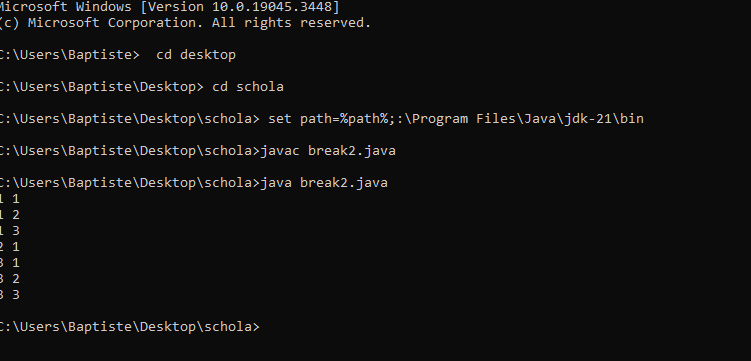 Microsoft Windows [Version 10.0.19045.3448]
(c) Microsoft Corporation. All rights reserved.
C:\Users\Baptiste>  cd desktop
C:\Users\Baptiste\Desktop> cd schola
C:\Users\Baptiste\Desktop\schola> set path=%path%;:\Program Files\Java\jdk-21\bin
C:\Users\Baptiste\Desktop\schola>javac break2.java
C:\Users\Baptiste\Desktop\schola>java break2.java
1 1
1 2
1 3
2 1
3 1
3 2
3 3
C:\Users\Baptiste\Desktop\schola>